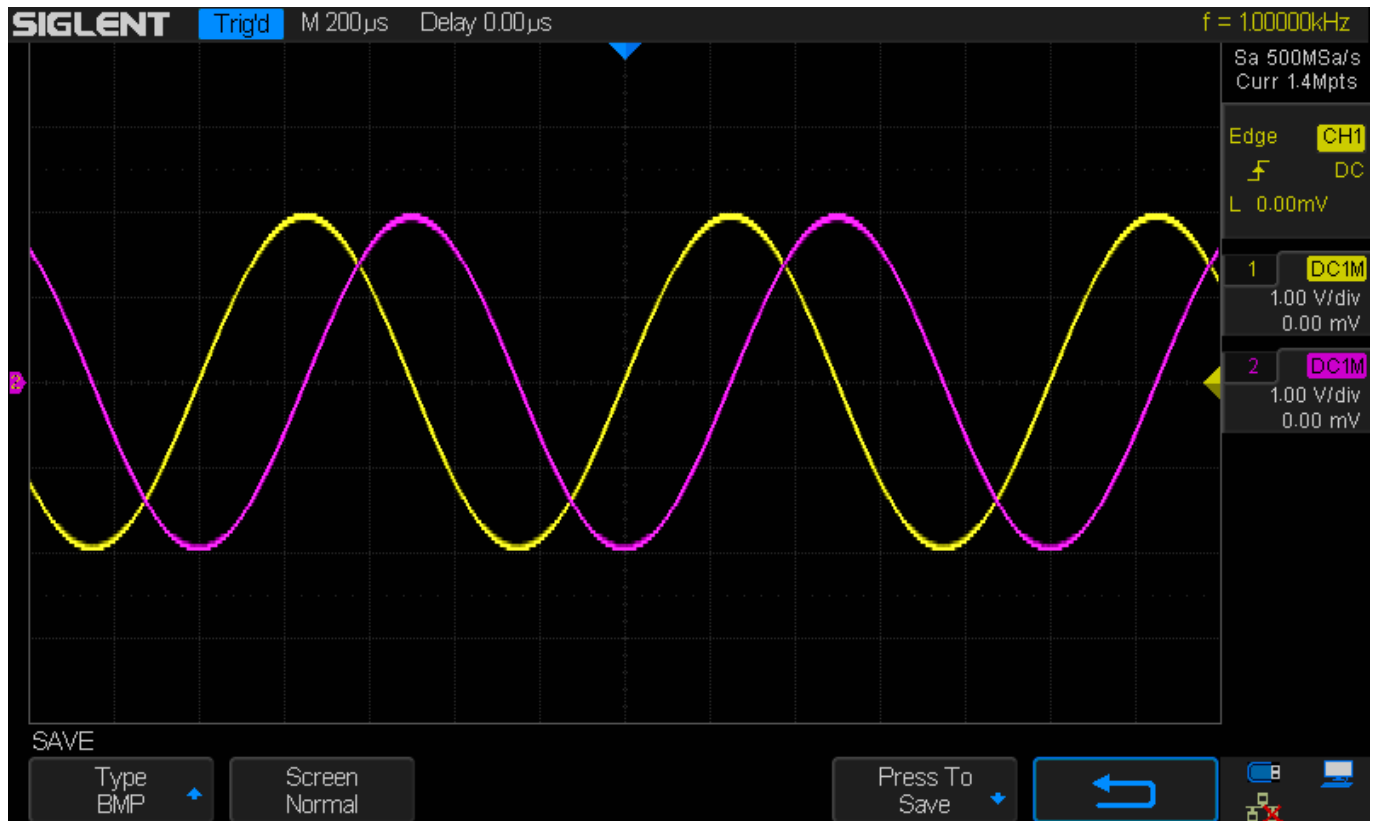 SIGLENT Trig'd M 200µs Delay 0.00µs f = 1.00000kHz
Sa 500MSa/s
Curr 1.4Mpts
Edge CH1
DC
L 0.00mV
1 DC1M
1.00 V/div
0.00 mV
2 DC1M
1.00 V/div
0.00 mV
SAVE
Type
BMP
Screen
Normal
Press To
Save